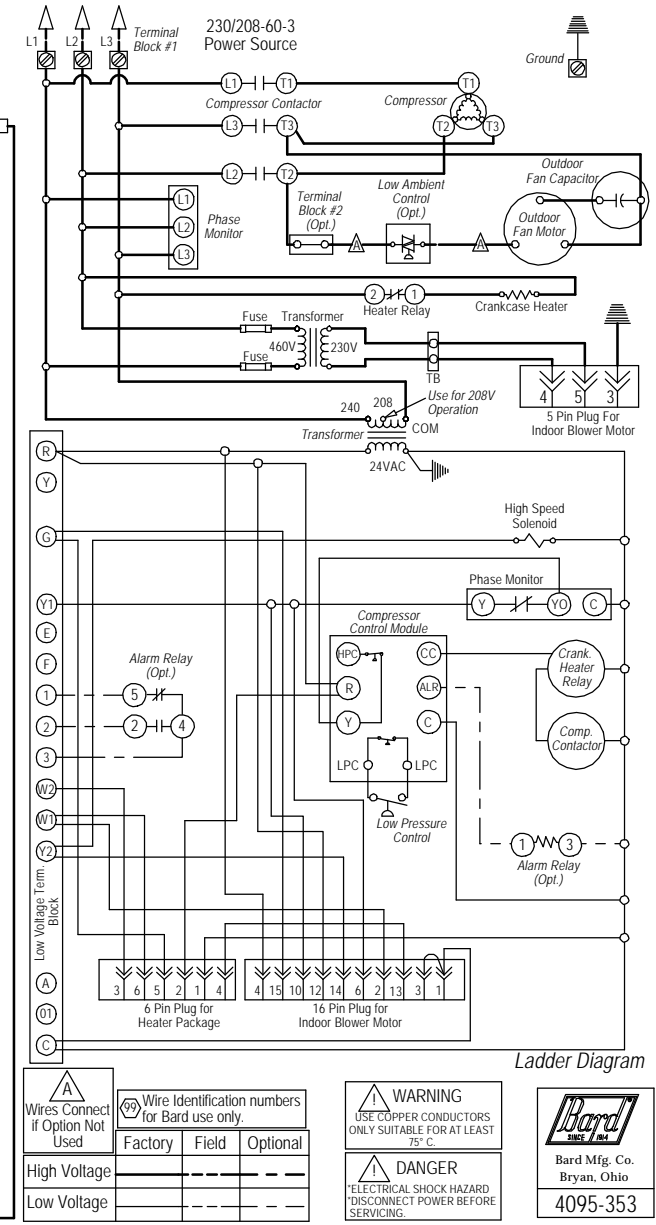 230/208-60-3
Power Source
L1 L2 L3
Terminal
Block #1
Ground
L1 T1
Compressor Contactor
Compressor
T1
T2 T3
L3 T3
L2 T2
L1
L2
L3
Phase
Monitor
Terminal
Block #2
(Opt.)
Low Ambient
Control
(Opt.)
Outdoor
Fan Capacitor
Outdoor
Fan Motor
A A
2 1
Heater Relay
Crankcase Heater
Fuse Transformer
460V 230V
Fuse
TB
4 5 3
5 Pin Plug For
Indoor Blower Motor
240 208
Use for 208V
Operation
Transformer
COM
24VAC
R
Y
G
Y1
E
F
1
2
3
W2
W1
Y2
Low Voltage Term.
Block
A
01
C
High Speed
Solenoid
Phase Monitor
Y YO C
Compressor
Control Module
HPC CC
R ALR
Y C
LPC LPC
Low Pressure
Control
Crank.
Heater
Relay
Comp.
Contactor
Alarm Relay
(Opt.)
5
2 4
1 3
Alarm Relay
(Opt.)
3 6 5 2 1 4
6 Pin Plug for
Heater Package
4 15 10 12 14 6 2 13 3 1
16 Pin Plug for
Indoor Blower Motor
Ladder Diagram
A
Wires Connect
if Option Not
Used
99 Wire Identification numbers
for Bard use only.
Factory Field Optional
High Voltage
Low Voltage
! WARNING
USE COPPER CONDUCTORS
ONLY SUITABLE FOR AT LEAST
75° C.
! DANGER
*ELECTRICAL SHOCK HAZARD
*DISCONNECT POWER BEFORE
SERVICING.
Bard
SINCE 1914
Bard Mfg. Co.
Bryan, Ohio
4095-353